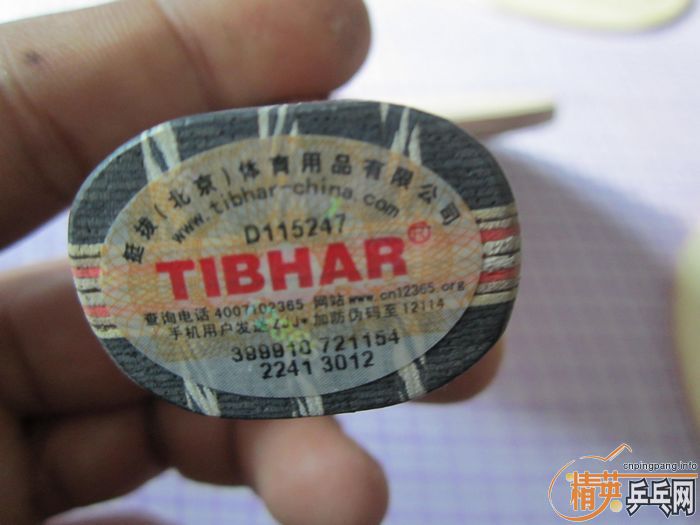 挺拔(北京)体育用品有限公司
www.tibhar-china.com
D115247
TIBHAR®
查询电话 4007102365 网站 www.cn12365.org
手机用户发送ZJJ+加防伪码至12114
399910 721154
2241 3012
cnpingpang.info
精英乒乓网